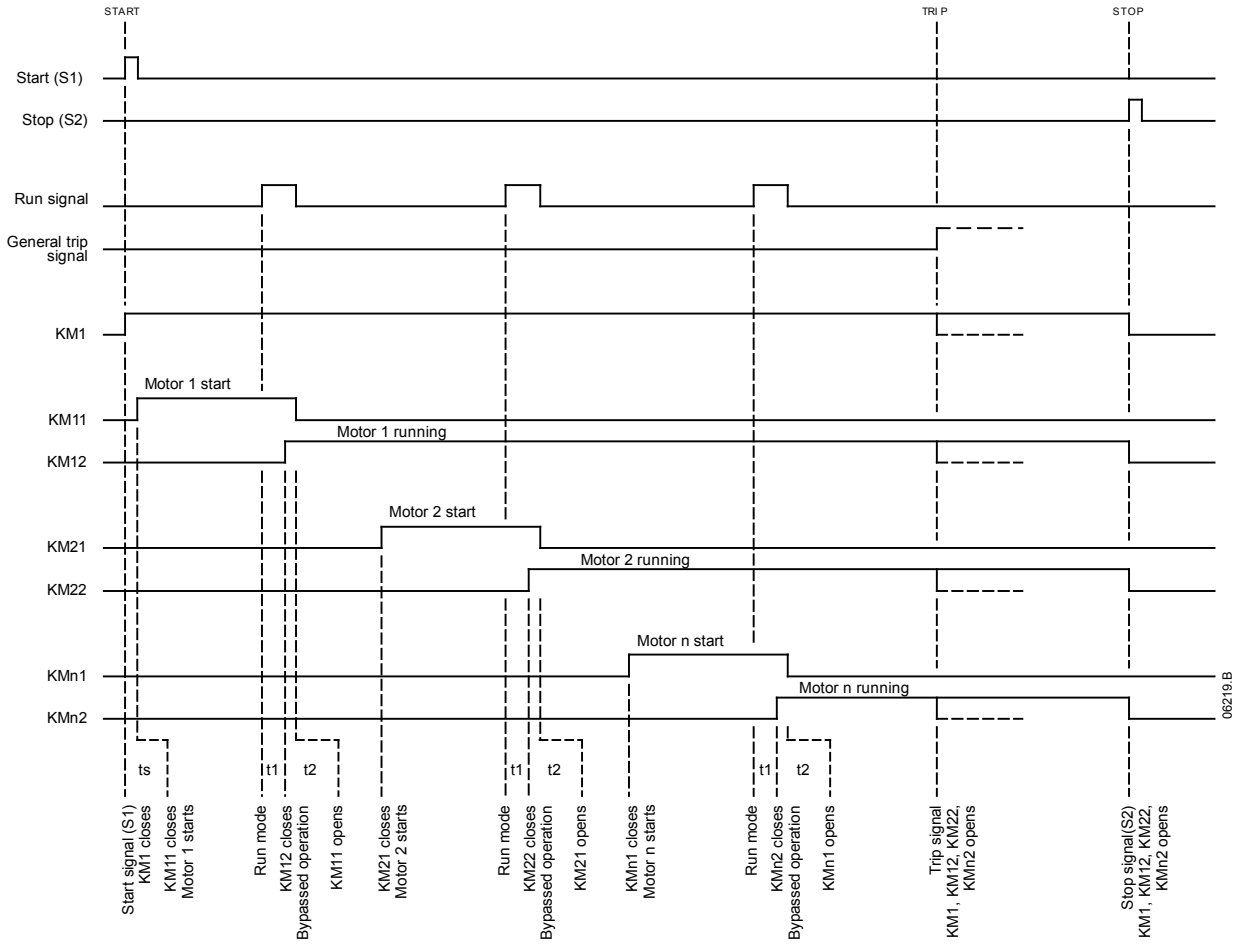 START
TRIP
STOP
Start (S1)
Stop (S2)
Run signal
General trip
signal
KM1
Motor 1 start
KM11
Motor 1 running
KM12
Motor 2 start
KM21
Motor 2 running
KM22
Motor n start
KMn1
Motor n running
KMn2
06219.B
ts
t1
t2
t1
t2
t1
t2
Start signal (S1)
KM1 closes
KM11 closes
Motor 1 starts
Run mode
KM12 closes
Bypassed operation
KM11 opens
KM21 closes
Motor 2 starts
Run mode
KM22 closes
Bypassed operation
KM21 opens
KMn1 closes
Motor n starts
Run mode
KMn2 closes
Bypassed operation
KMn1 opens
Trip signal
KM1, KM12, KM22,
KMn2 opens
Stop signal(S2)
KM1, KM12, KM22,
KMn2 opens